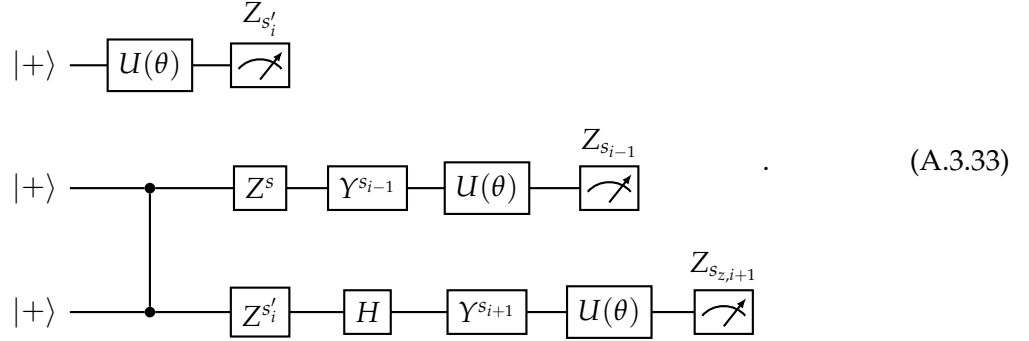 Z_{s'_i}
|+⟩ U(θ)
Z_{s_{i−1}}
|+⟩ Z^s Y^{s_{i−1}} U(θ) . (A.3.33)
Z_{s_{z,i+1}}
|+⟩ Z^{s'_i} H Y^{s_{i+1}} U(θ)